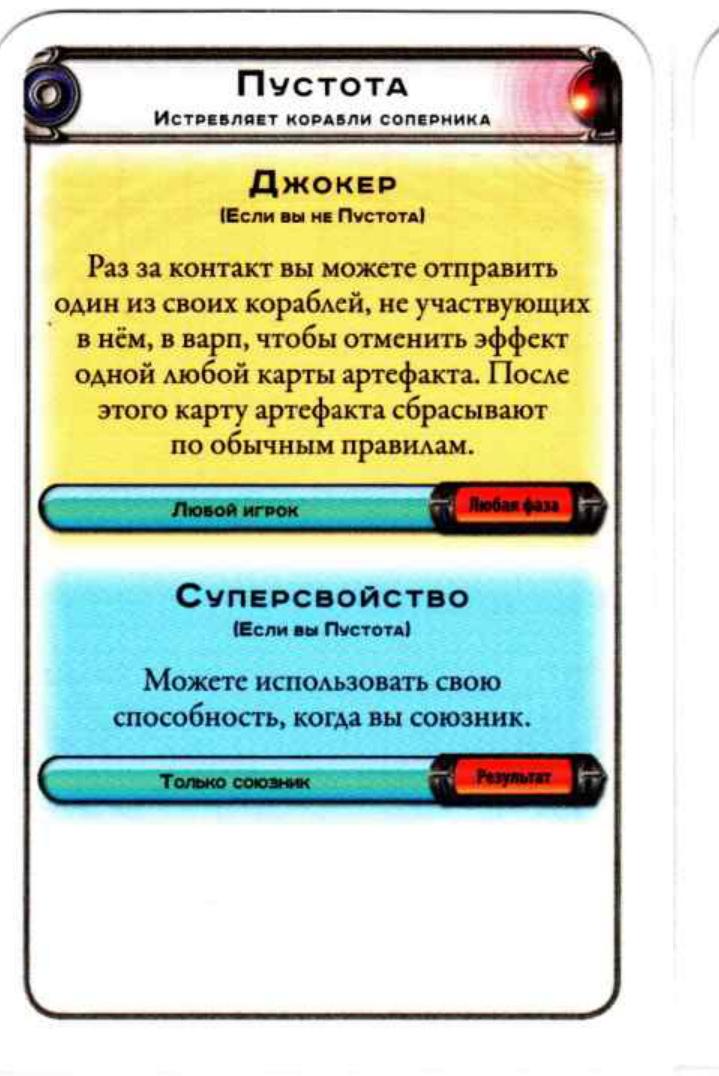 Пустота
Истребляет корабли соперника
Джокер
(Если вы не Пустота)
Раз за контакт вы можете отправить
один из своих кораблей, не участвующих
в нём, в варп, чтобы отменить эффект
одной любой карты артефакта. После
этого карту артефакта сбрасывают
по обычным правилам.
Любой игрок
Любая фаза
Суперсвойство
(Если вы Пустота)
Можете использовать свою
способность, когда вы союзник.
Только союзник
Результат